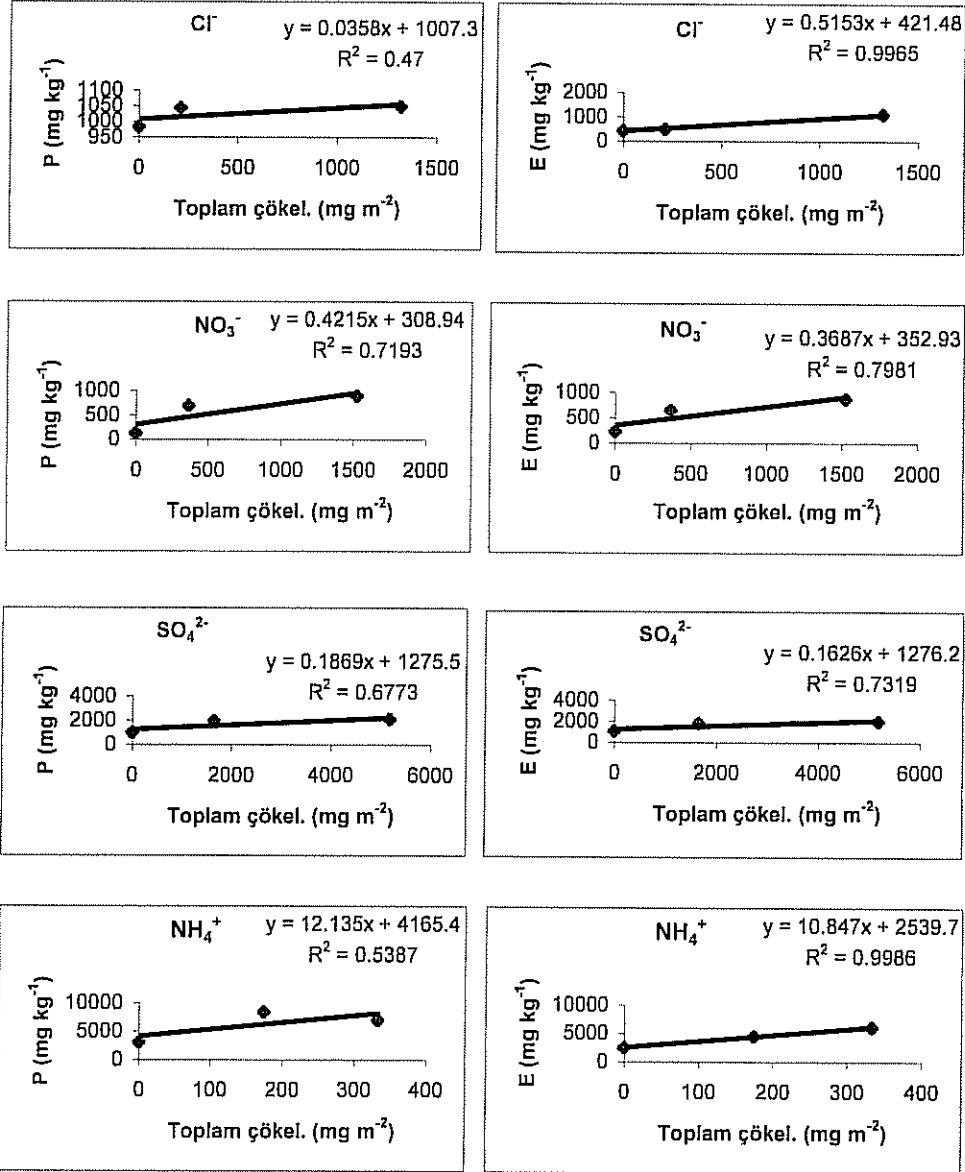 Cl⁻ y = 0.0358x + 1007.3
R² = 0.47
P (mg kg⁻¹)
1100
1050
1000
950
0 500 1000 1500
Toplam çökel. (mg m⁻²)
Cl⁻ y = 0.5153x + 421.48
R² = 0.9965
E (mg kg⁻¹)
2000
1000
0
0 500 1000 1500
Toplam çökel. (mg m⁻²)
NO₃⁻ y = 0.4215x + 308.94
R² = 0.7193
P (mg kg⁻¹)
1000
500
0
0 500 1000 1500 2000
Toplam çökel. (mg m⁻²)
NO₃⁻ y = 0.3687x + 352.93
R² = 0.7981
E (mg kg⁻¹)
1000
500
0
0 500 1000 1500 2000
Toplam çökel. (mg m⁻²)
SO₄²⁻
y = 0.1869x + 1275.5
R² = 0.6773
P (mg kg⁻¹)
4000
2000
0
0 2000 4000 6000
Toplam çökel. (mg m⁻²)
SO₄²⁻
y = 0.1626x + 1276.2
R² = 0.7319
E (mg kg⁻¹)
4000
2000
0
0 2000 4000 6000
Toplam çökel. (mg m⁻²)
NH₄⁺ y = 12.135x + 4165.4
R² = 0.5387
P (mg kg⁻¹)
10000
5000
0
0 100 200 300 400
Toplam çökel. (mg m⁻²)
NH₄⁺ y = 10.847x + 2539.7
R² = 0.9986
E (mg kg⁻¹)
10000
5000
0
0 100 200 300 400
Toplam çökel. (mg m⁻²)